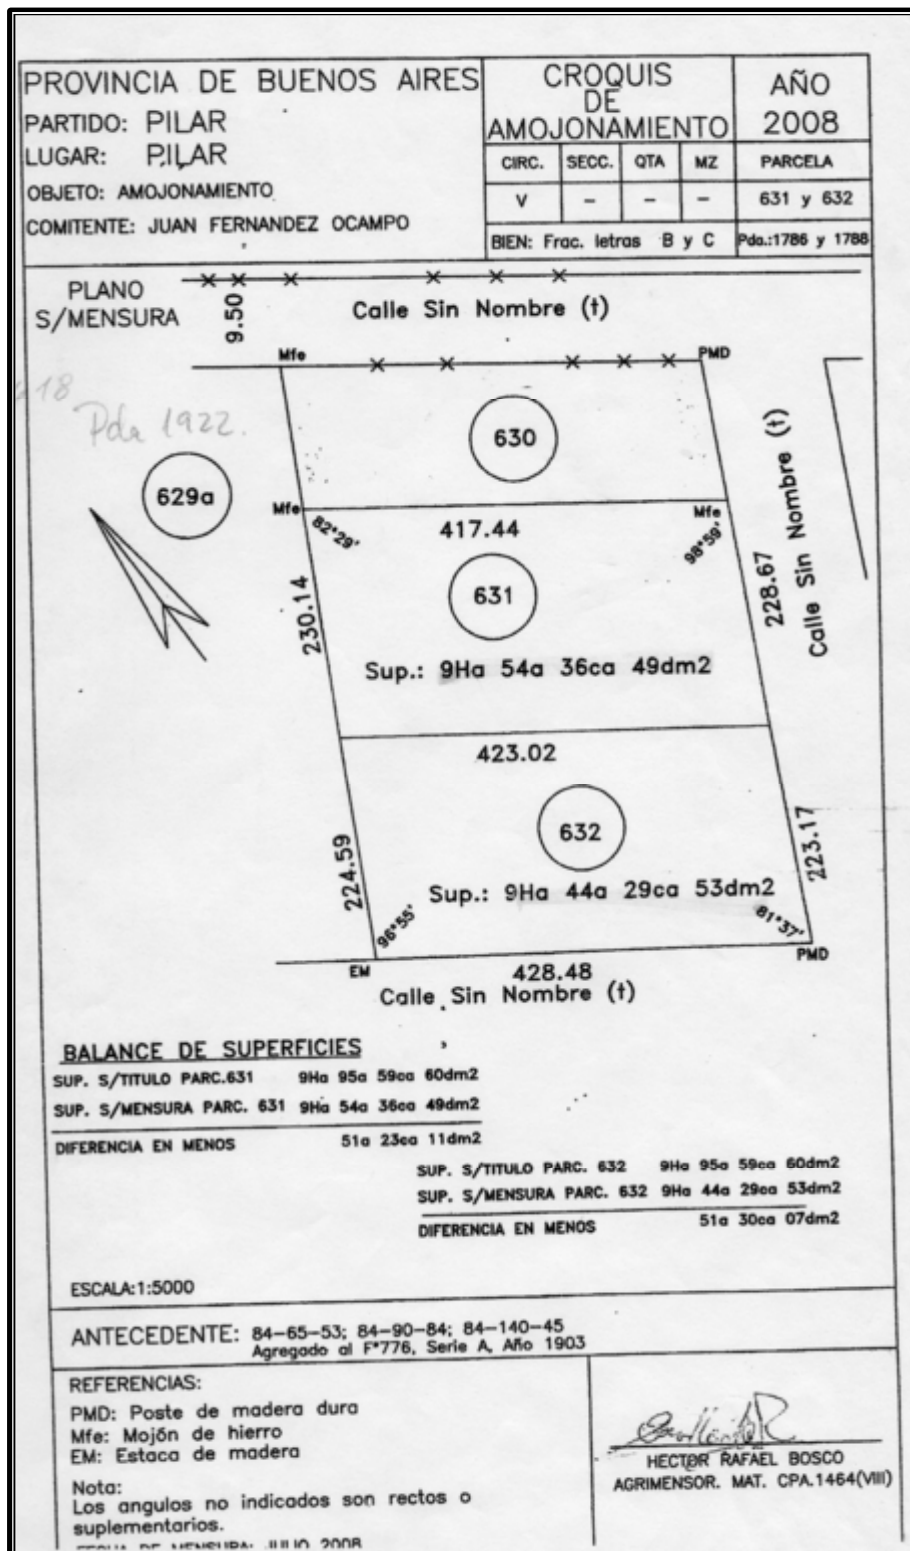 PROVINCIA DE BUENOS AIRES
PARTIDO: PILAR
LUGAR: PILAR
OBJETO: AMOJONAMIENTO
COMITENTE: JUAN FERNANDEZ OCAMPO
CROQUIS
DE
AMOJONAMIENTO
AÑO
2008
CIRC. SECC. QTA MZ PARCELA
V - - - 631 y 632
BIEN: Frac. letras B y C Pda.:1786 y 1788
PLANO
S/MENSURA
9.50
Calle Sin Nombre (t)
Mfe
PMD
18
Pda 1922.
630
629a
Mfe
Mfe
82°29'
417.44
98°59'
228.67
Calle Sin Nombre (t)
631
230.14
Sup.: 9Ha 54a 36ca 49dm2
423.02
632
224.59
223.17
Sup.: 9Ha 44a 29ca 53dm2
96°55'
81°37'
EM
428.48
PMD
Calle Sin Nombre (t)
BALANCE DE SUPERFICIES
SUP. S/TITULO PARC.631 9Ha 95a 59ca 60dm2
SUP. S/MENSURA PARC. 631 9Ha 54a 36ca 49dm2
DIFERENCIA EN MENOS 51a 23ca 11dm2
SUP. S/TITULO PARC. 632 9Ha 95a 59ca 60dm2
SUP. S/MENSURA PARC. 632 9Ha 44a 29ca 53dm2
DIFERENCIA EN MENOS 51a 30ca 07dm2
ESCALA:1:5000
ANTECEDENTE: 84-65-53; 84-90-84; 84-140-45
Agregado al F°776, Serie A, Año 1903
REFERENCIAS:
PMD: Poste de madera dura
Mfe: Mojón de hierro
EM: Estaca de madera
Nota:
Los angulos no indicados son rectos o
suplementarios.
FECHA DE MENSURA: JULIO 2008
HECTOR RAFAEL BOSCO
AGRIMENSOR. MAT. CPA.1464(VIII)